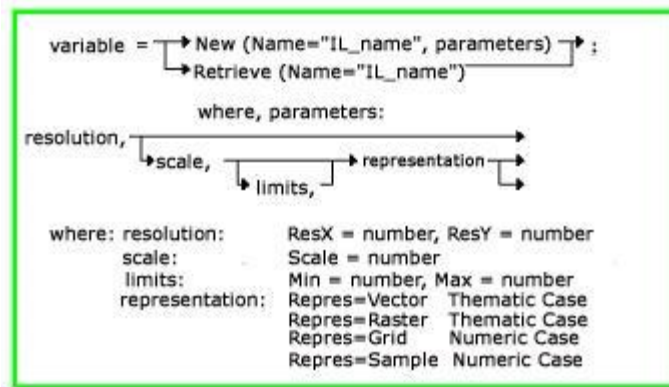 variable = New (Name="IL_name", parameters) ;
Retrieve (Name="IL_name")
where, parameters:
resolution,
scale, representation
limits,
where: resolution: ResX = number, ResY = number
scale: Scale = number
limits: Min = number, Max = number
representation: Repres=Vector Thematic Case
Repres=Raster Thematic Case
Repres=Grid Numeric Case
Repres=Sample Numeric Case